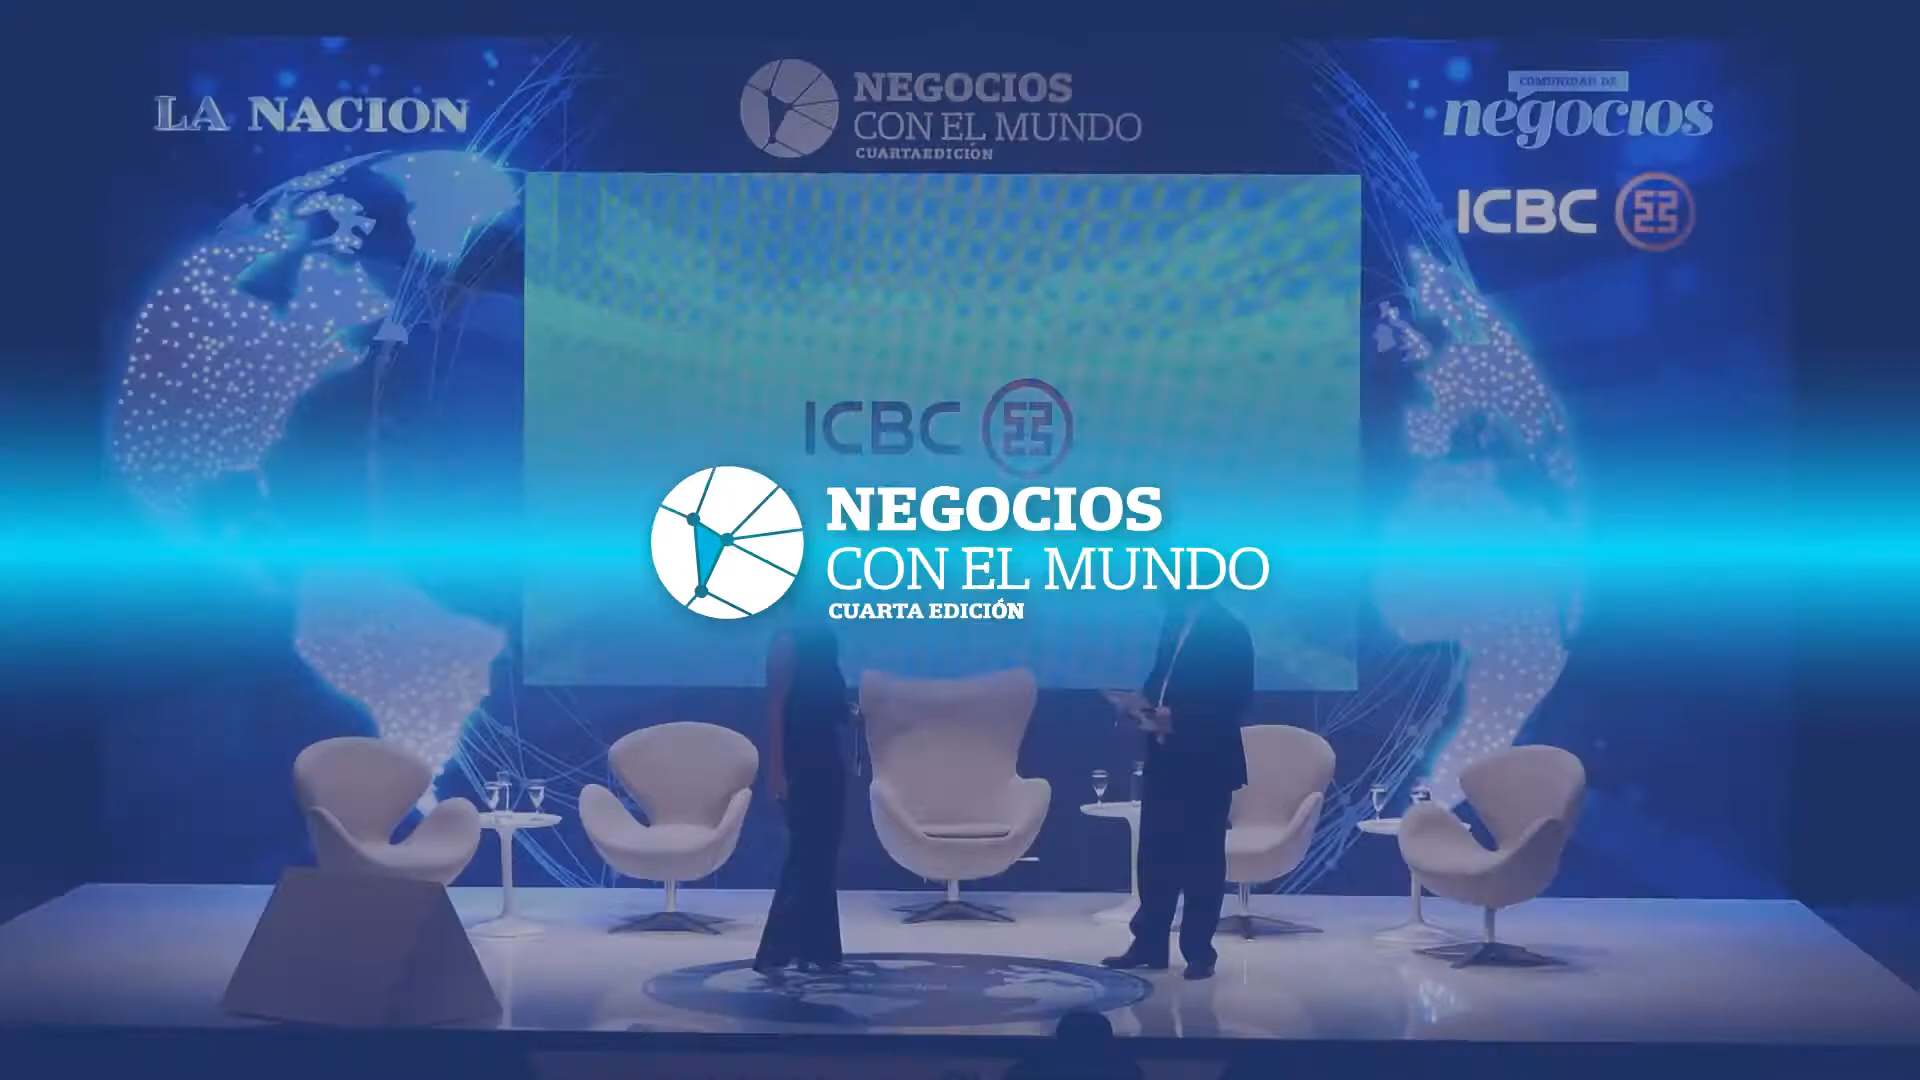 LA NACION
NEGOCIOS
CON EL MUNDO
CUARTA EDICIÓN
COMUNIDAD DE
negocios
ICBC
ICBC
NEGOCIOS
CON EL MUNDO
CUARTA EDICIÓN